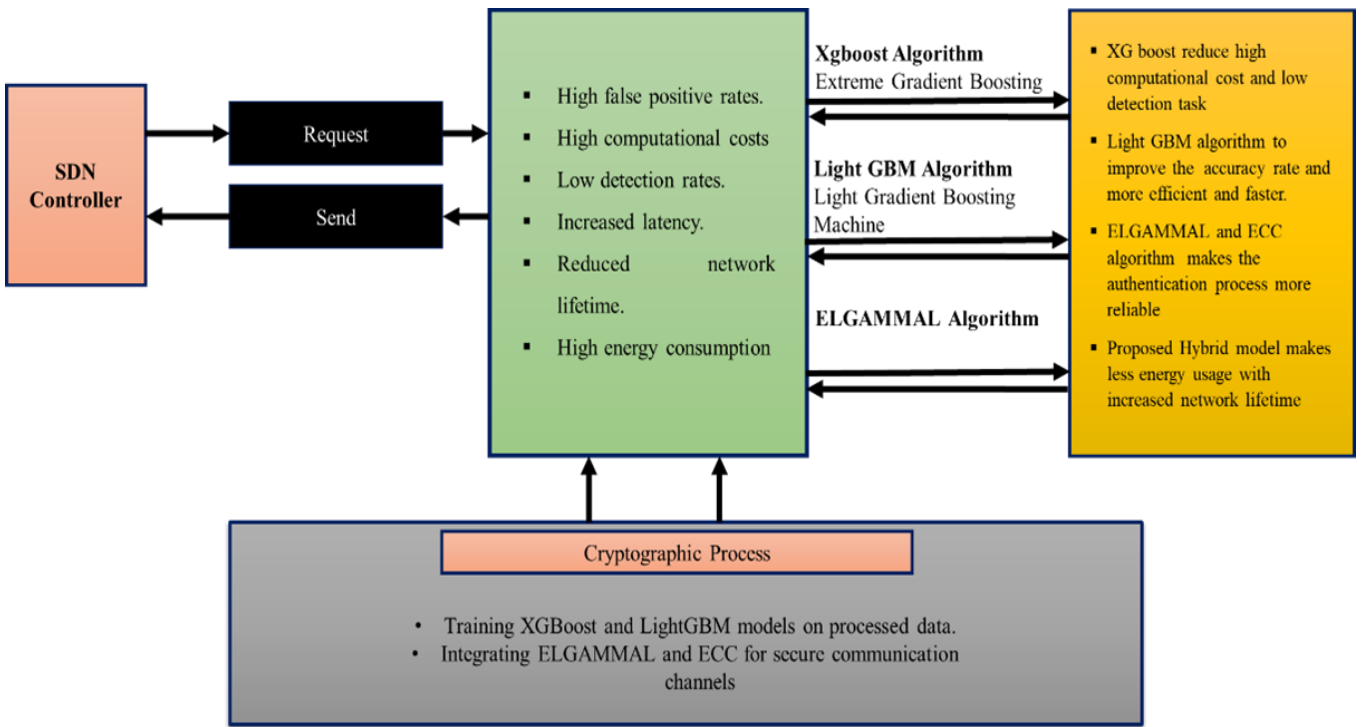 SDN
Controller
Request
Send
▪ High false positive rates.
▪ High computational costs
▪ Low detection rates.
▪ Increased latency.
▪ Reduced network
lifetime.
▪ High energy consumption
Xgboost Algorithm
Extreme Gradient Boosting
Light GBM Algorithm
Light Gradient Boosting
Machine
ELGAMMAL Algorithm
▪ XG boost reduce high
computational cost and low
detection task
▪ Light GBM algorithm to
improve the accuracy rate and
more efficient and faster.
▪ ELGAMMAL and ECC
algorithm makes the
authentication process more
reliable
▪ Proposed Hybrid model makes
less energy usage with
increased network lifetime
Cryptographic Process
• Training XGBoost and LightGBM models on processed data.
• Integrating ELGAMMAL and ECC for secure communication
channels